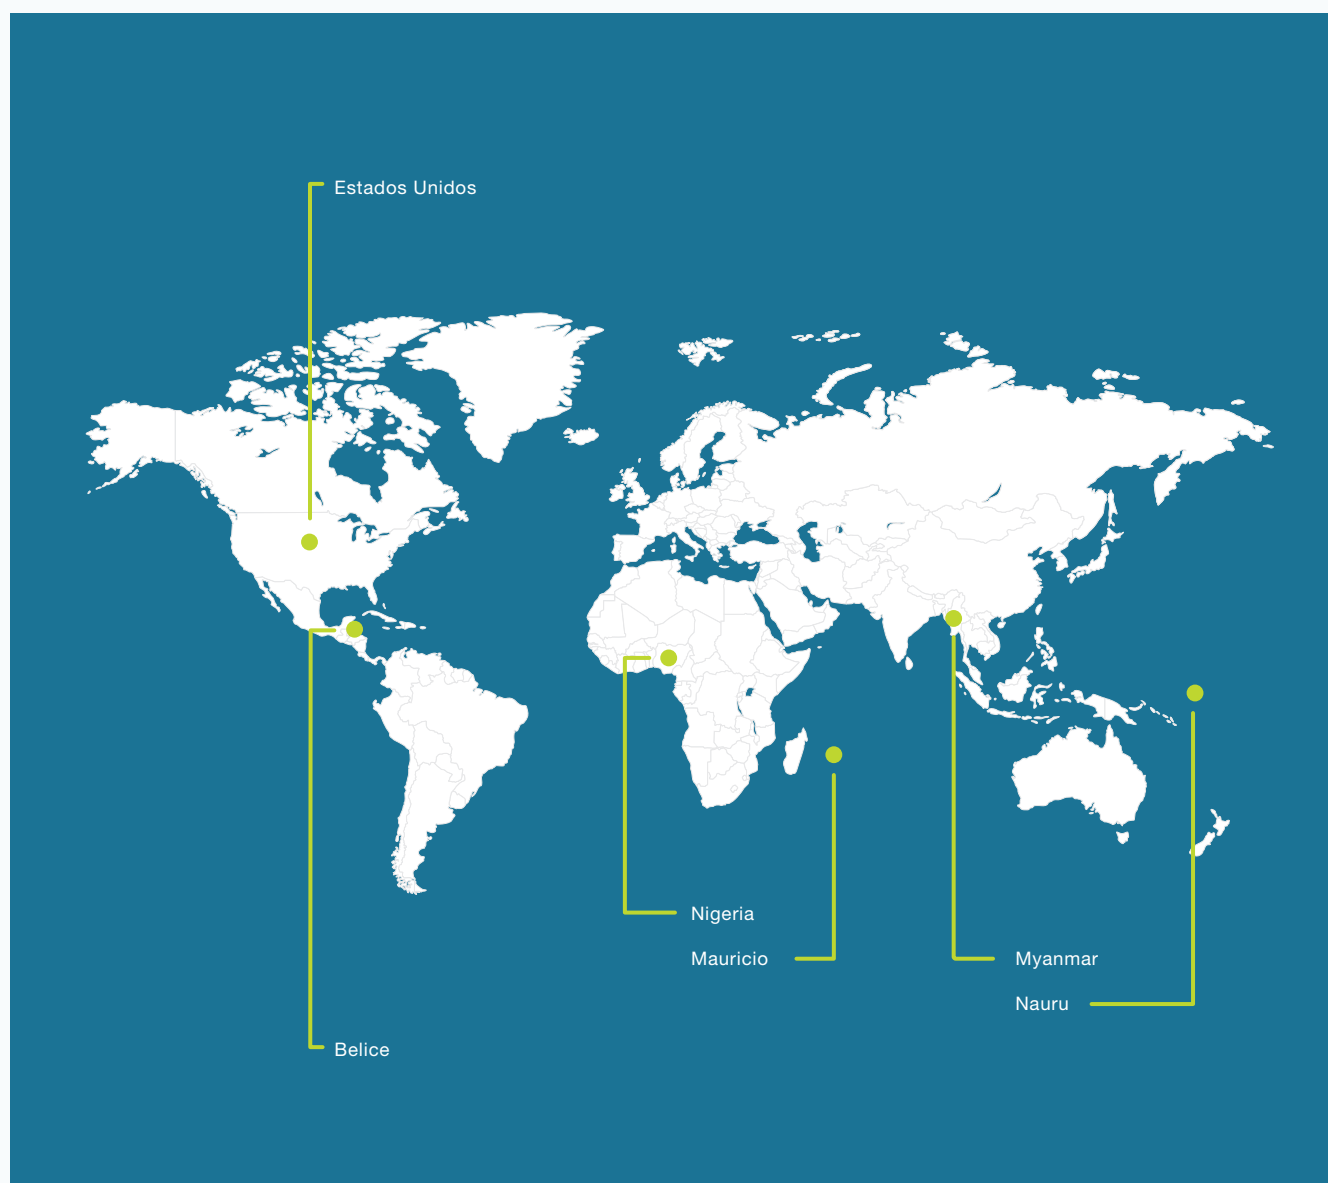 Estados Unidos
Nigeria
Mauricio
Myanmar
Nauru
Belice